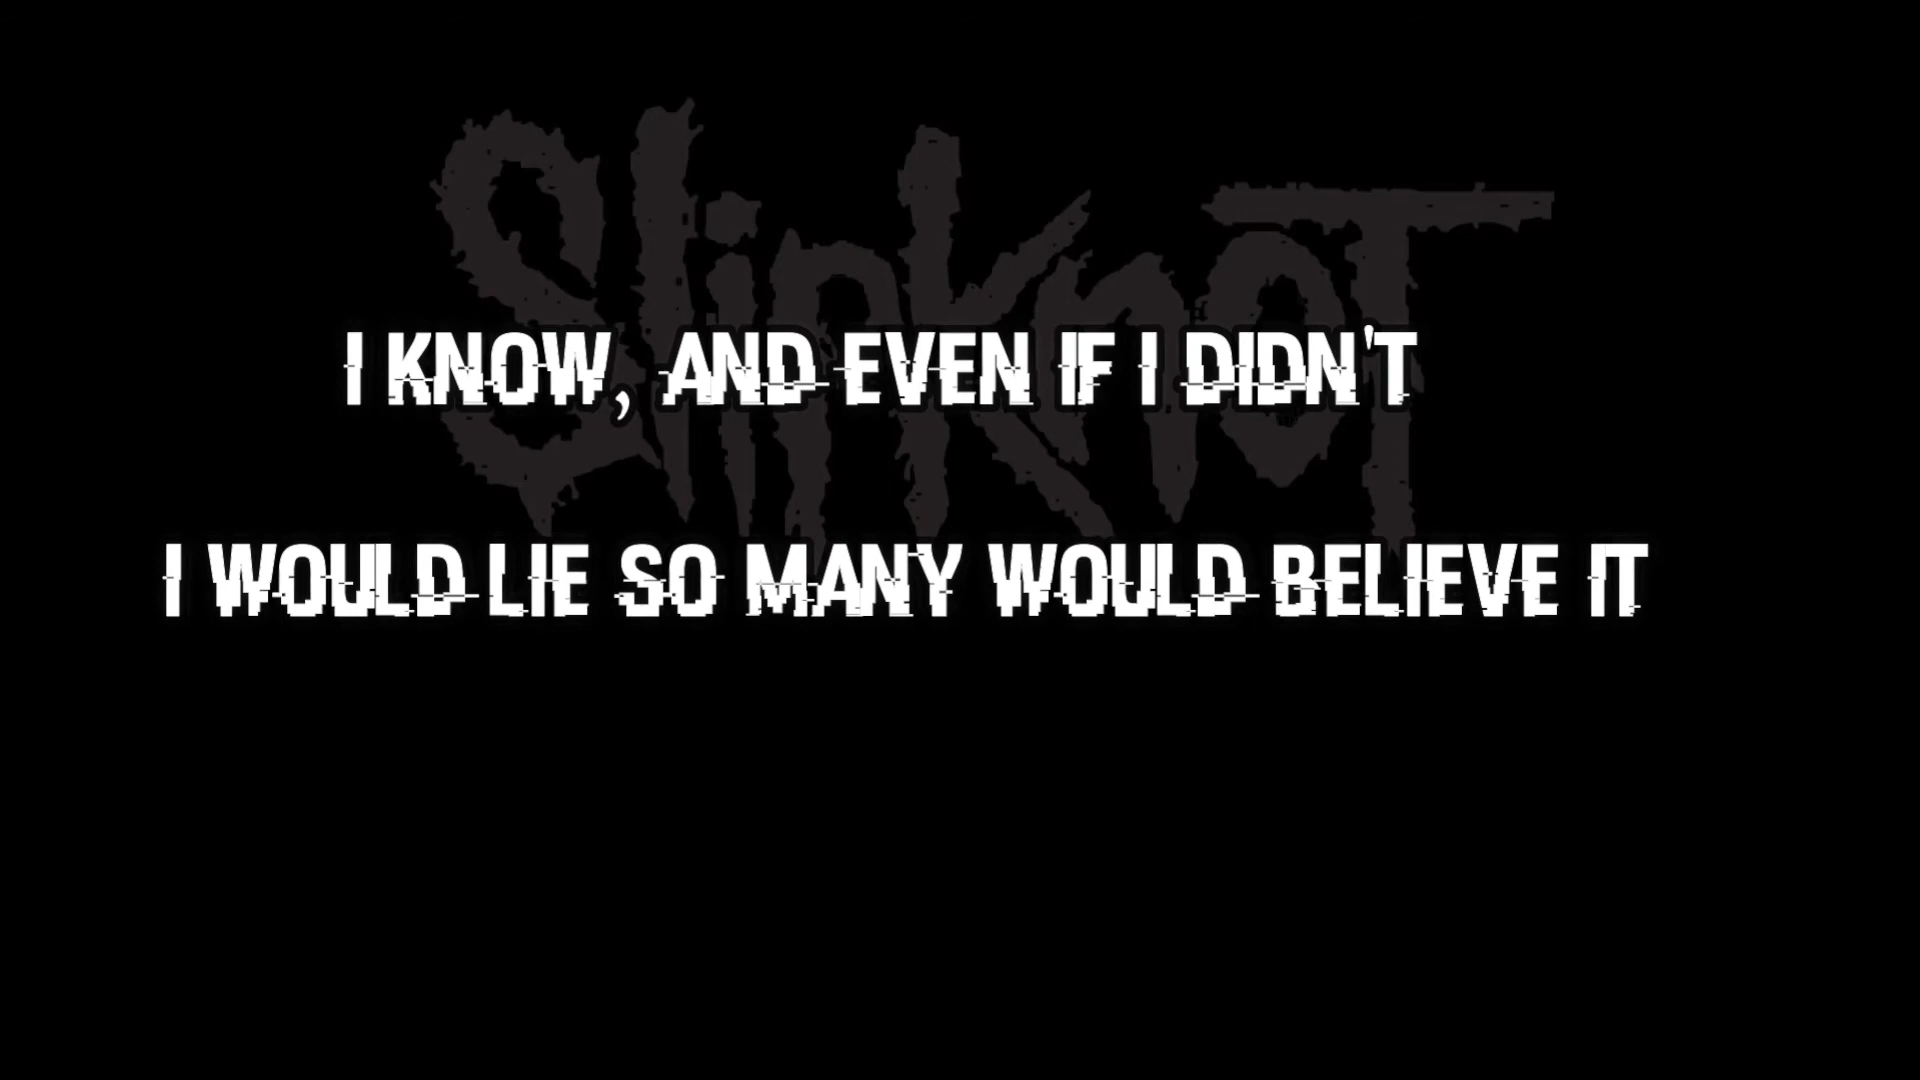 Slipknot
I KNOW, AND EVEN IF I DIDN'T
I WOULD LIE SO MANY WOULD BELIEVE IT